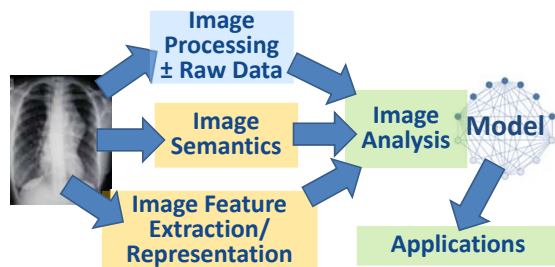 Image
Processing
± Raw Data
Image
Semantics
Image Feature
Extraction/
Representation
Image
Analysis
Model
Applications